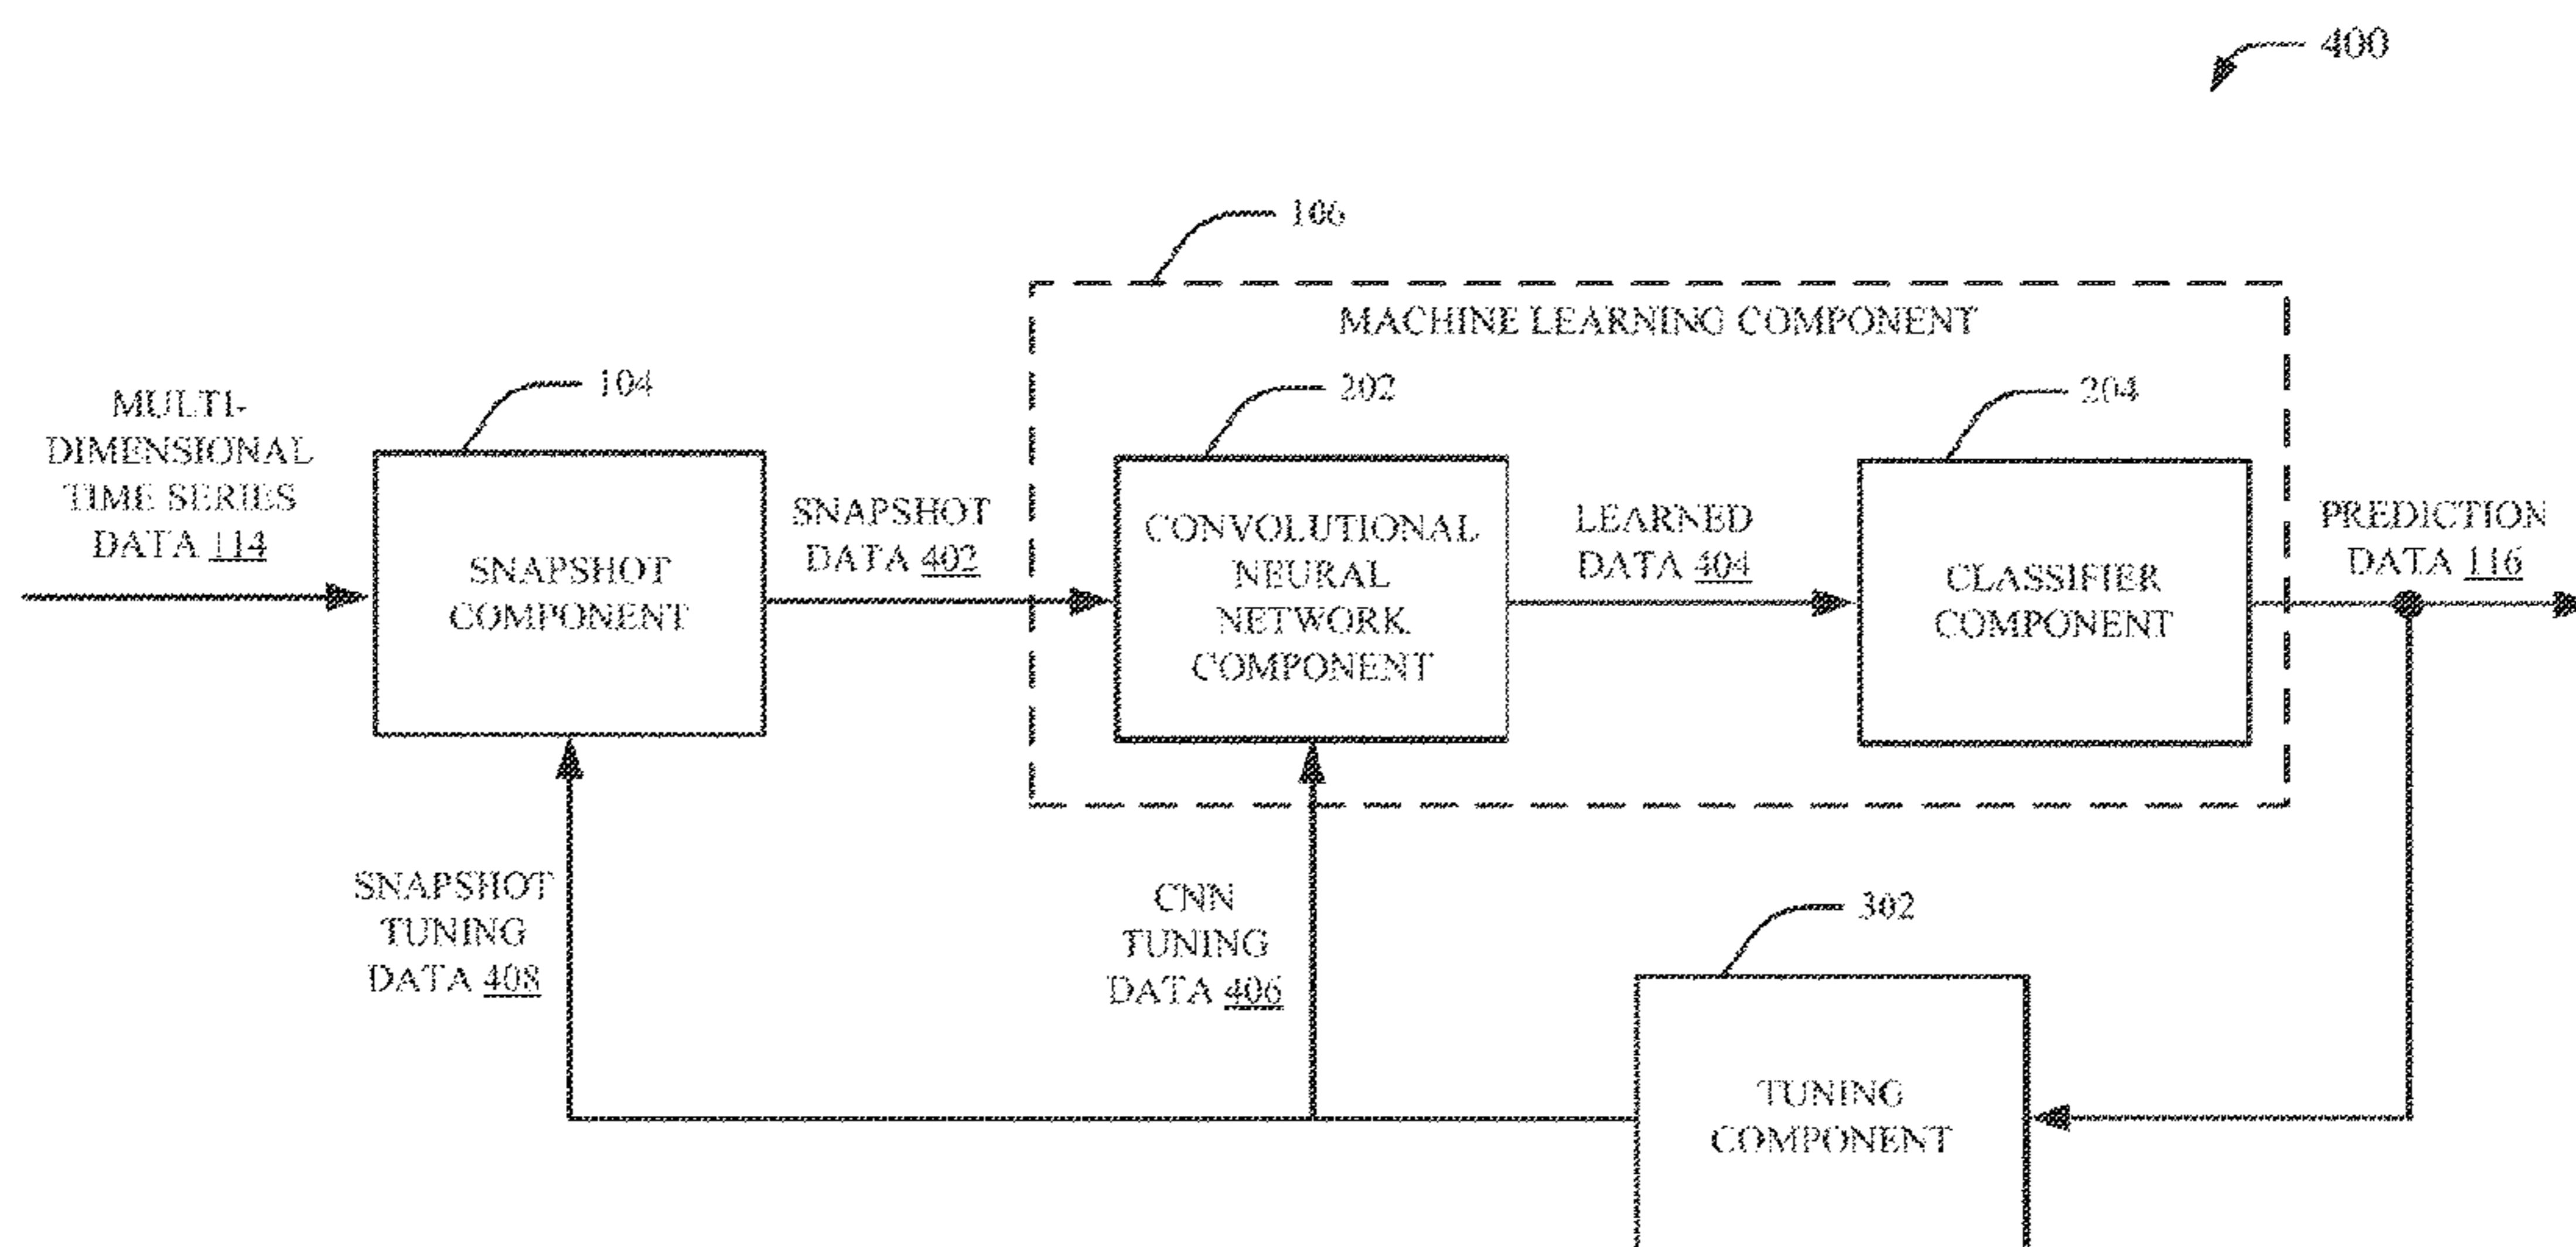 400
106
MACHINE LEARNING COMPONENT
104
202
204
MULTI-
DIMENSIONAL
TIME SERIES
DATA 114
SNAPSHOT
COMPONENT
SNAPSHOT
DATA 402
CONVOLUTIONAL
NEURAL
NETWORK
COMPONENT
LEARNED
DATA 404
CLASSIFIER
COMPONENT
PREDICTION
DATA 116
SNAPSHOT
TUNING
DATA 408
CNN
TUNING
DATA 406
302
TUNING
COMPONENT